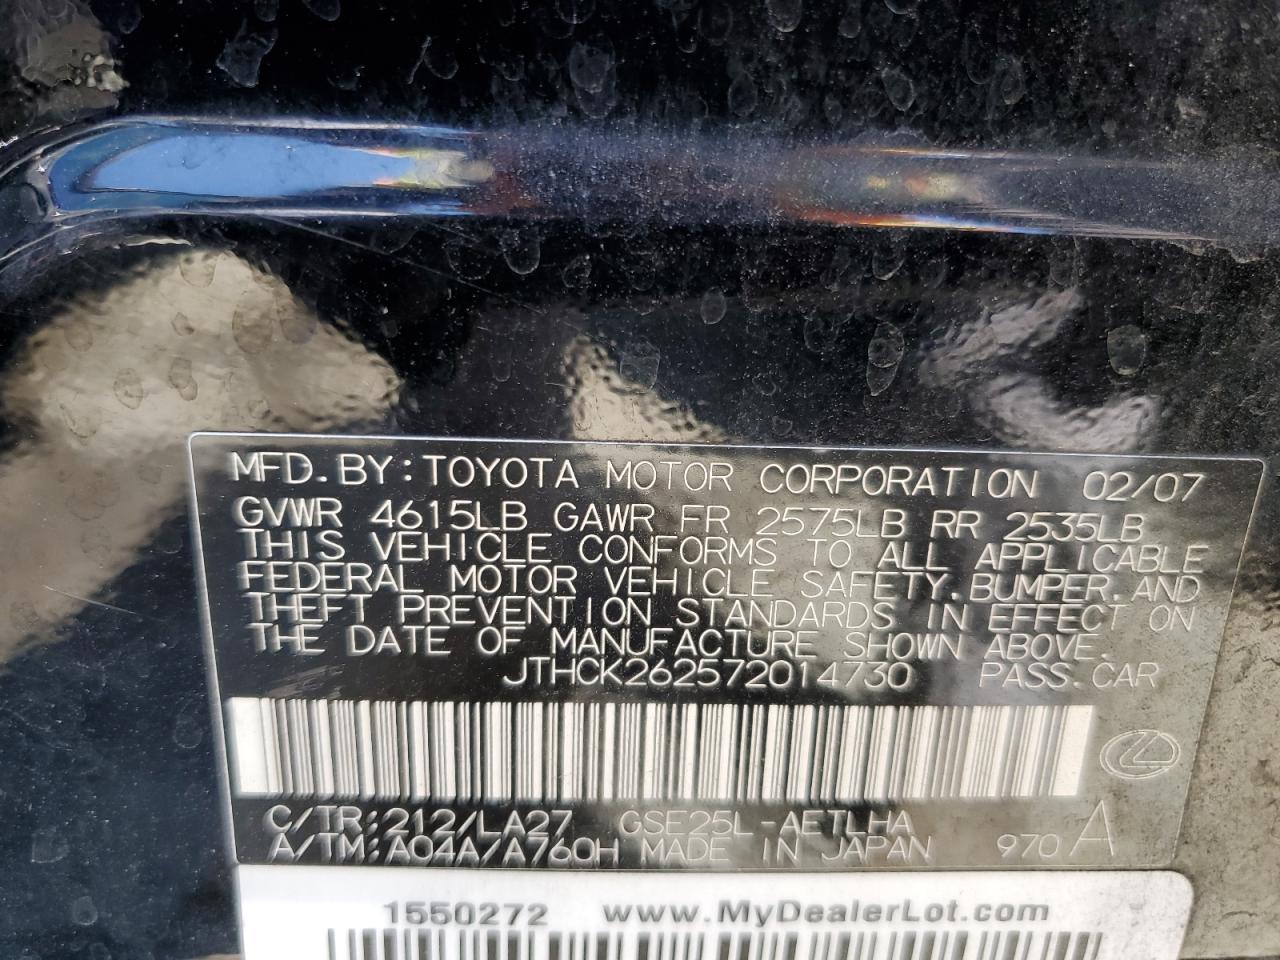 MFD. BY: TOYOTA MOTOR CORPORATION 02/07
GVWR 4615LB GAWR FR 2575LB RR 2535LB
THIS VEHICLE CONFORMS TO ALL APPLICABLE
FEDERAL MOTOR VEHICLE SAFETY, BUMPER, AND
THEFT PREVENTION STANDARDS IN EFFECT ON
THE DATE OF MANUFACTURE SHOWN ABOVE.
JTHCK262572014730 PASS. CAR
C/TR: 212/LA27 GSE25L-AETLHA
A/TM: A04A/A760H MADE IN JAPAN 970 A
1550272 www.MyDealerLot.com